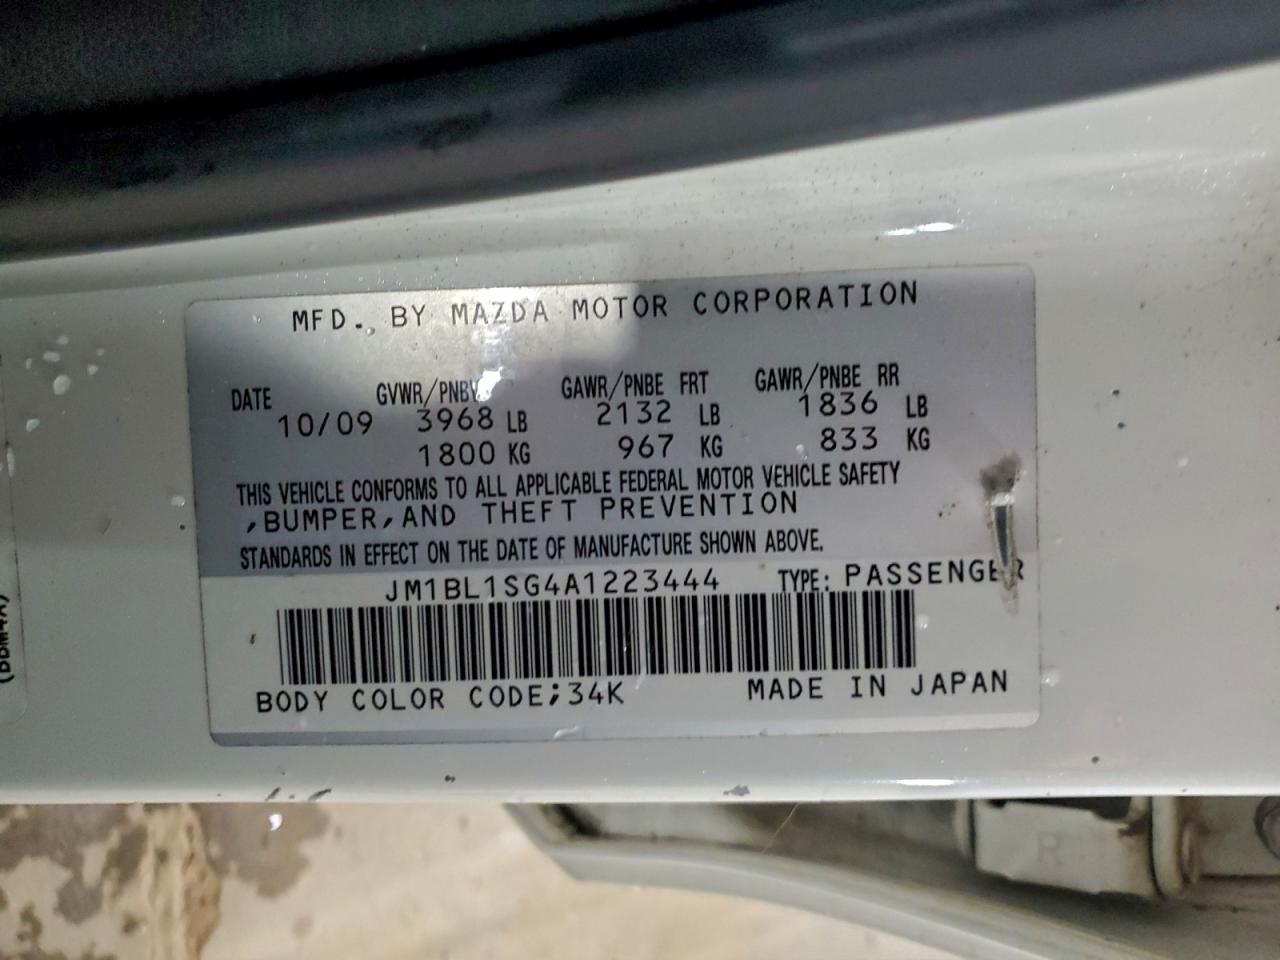 MFD. BY MAZDA MOTOR CORPORATION
DATE GVWR/PNBV GAWR/PNBE FRT GAWR/PNBE RR
10/09 3968 LB 2132 LB 1836 LB
1800 KG 967 KG 833 KG
THIS VEHICLE CONFORMS TO ALL APPLICABLE FEDERAL MOTOR VEHICLE SAFETY
,BUMPER,AND THEFT PREVENTION
STANDARDS IN EFFECT ON THE DATE OF MANUFACTURE SHOWN ABOVE.
JM1BL1SG4A1223444 TYPE: PASSENGER
BODY COLOR CODE;34K MADE IN JAPAN
R